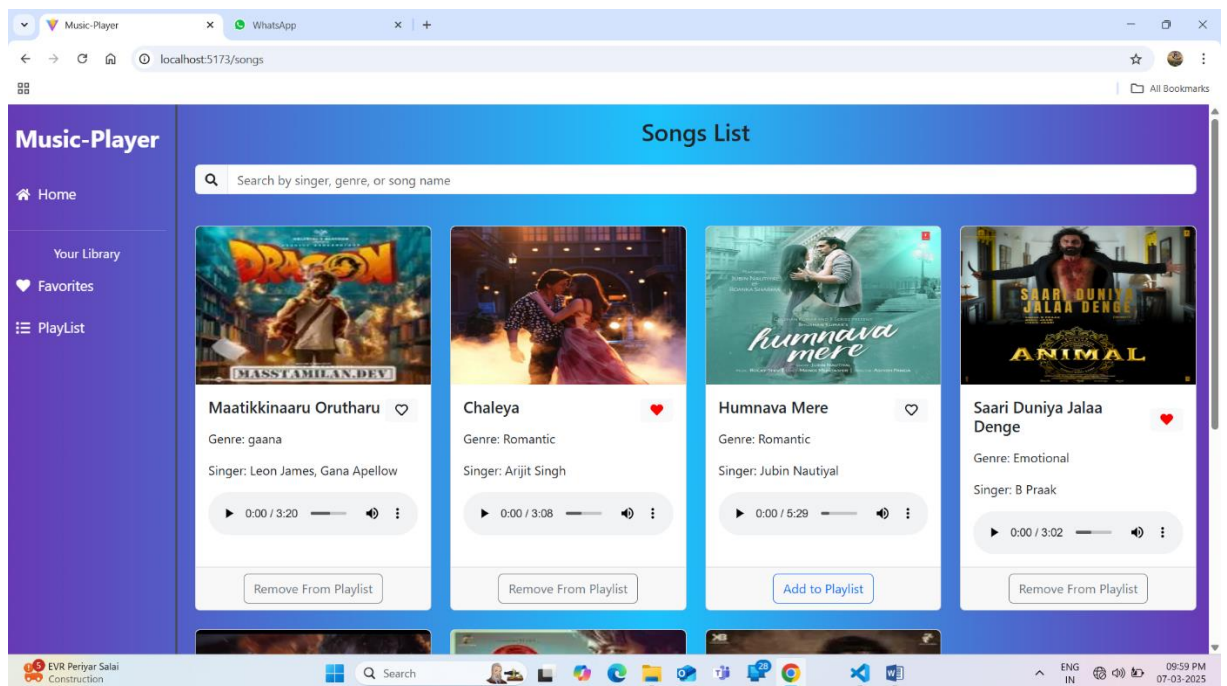 Music-Player
WhatsApp
localhost:5173/songs
All Bookmarks
Music-Player
Home
Your Library
Favorites
PlayList
Songs List
Search by singer, genre, or song name
DRAGON
MASSTAMILAN.DEV
Maatikkinaaru Orutharu
Genre: gaana
Singer: Leon James, Gana Apellow
0:00 / 3:20
Remove From Playlist
Chaleya
Genre: Romantic
Singer: Arijit Singh
0:00 / 3:08
Remove From Playlist
humnava
mere
Humnava Mere
Genre: Romantic
Singer: Jubin Nautiyal
0:00 / 5:29
Add to Playlist
SAARI DUNIYA
JALAA DENGE
ANIMAL
Saari Duniya Jalaa
Denge
Genre: Emotional
Singer: B Praak
0:00 / 3:02
Remove From Playlist
5
EVR Periyar Salai
Construction
Search
28
ENG
IN
09:59 PM
07-03-2025